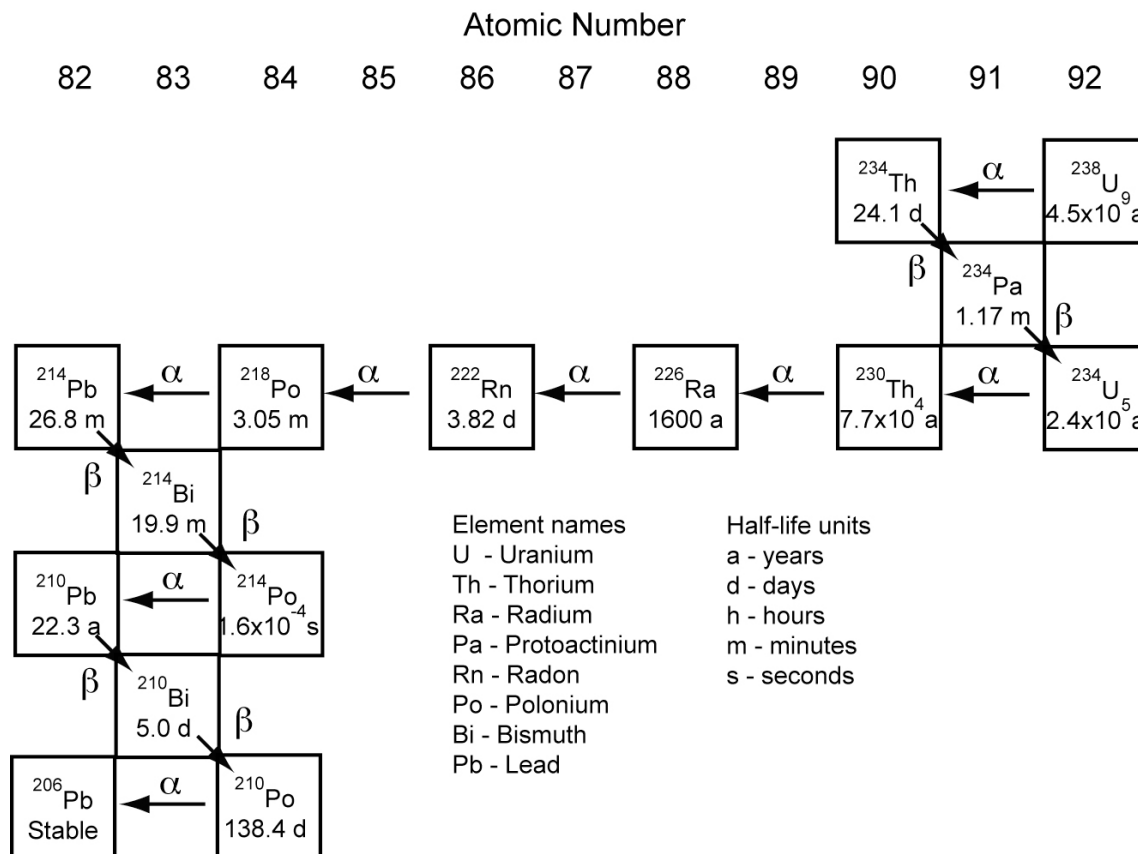 Atomic Number
82 83 84 85 86 87 88 89 90 91 92
²³⁴Th α ²³⁸U
24.1 d 4.5x10⁹ a
β ²³⁴Pa
1.17 m β
²¹⁴Pb α ²¹⁸Po α ²²²Rn α ²²⁶Ra α ²³⁰Th α ²³⁴U
26.8 m 3.05 m 3.82 d 1600 a 7.7x10⁴ a 2.4x10⁵ a
β ²¹⁴Bi
19.9 m β
²¹⁰Pb α ²¹⁴Po
22.3 a 1.6x10⁻⁴ s
β ²¹⁰Bi
5.0 d β
²⁰⁶Pb α ²¹⁰Po
Stable 138.4 d
Element names
U - Uranium
Th - Thorium
Ra - Radium
Pa - Protoactinium
Rn - Radon
Po - Polonium
Bi - Bismuth
Pb - Lead
Half-life units
a - years
d - days
h - hours
m - minutes
s - seconds